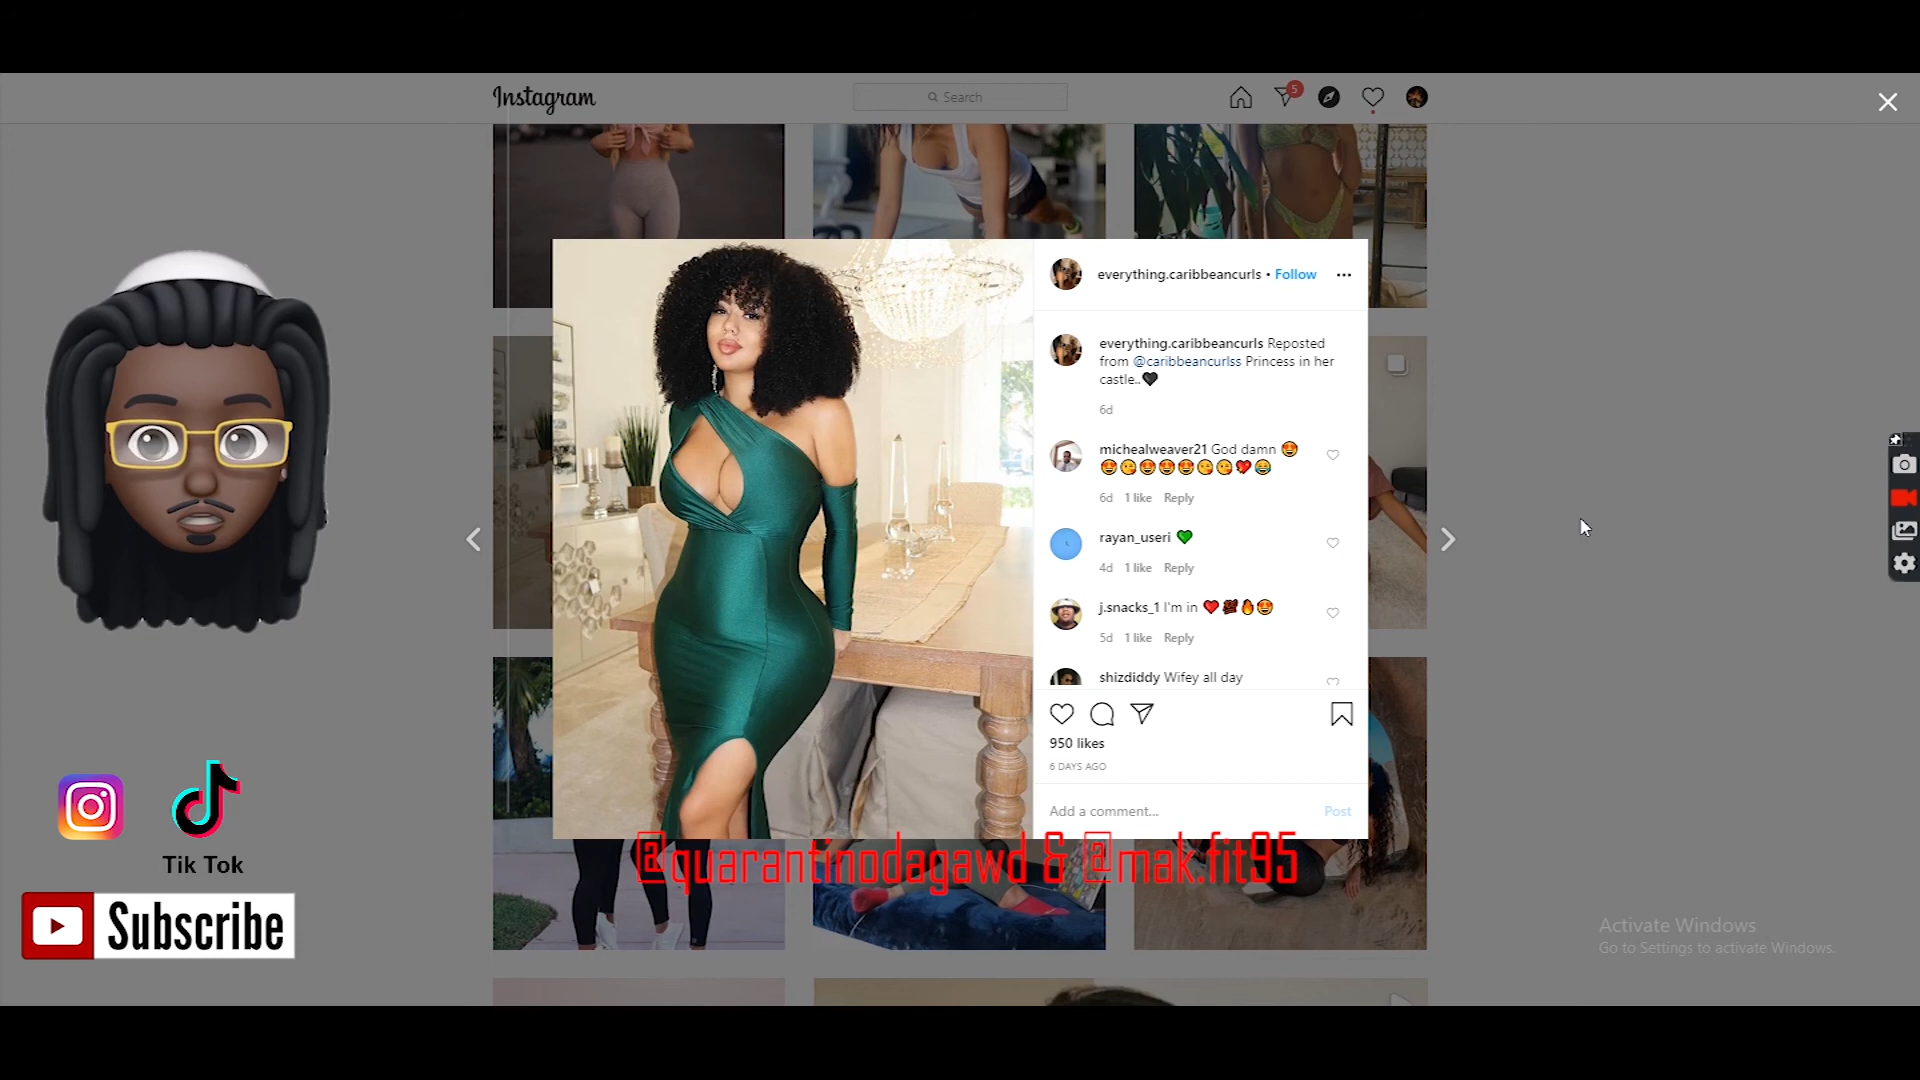 Instagram
Search
5
everything.caribbeancurls • Follow
everything.caribbeancurls Reposted
from @caribbeancurlss Princess in her
castle..🖤
6d
michealweaver21 God damn 😍
😍😘😍😍😍😘😘💖😂
6d 1 like Reply
rayan_useri 💚
4d 1 like Reply
j.snacks_1 I'm in ❤️💯🔥😍
5d 1 like Reply
shizdiddy Wifey all day
950 likes
6 DAYS AGO
Add a comment... Post
@quarantinodagawd & @mak.fit95
Tik Tok
Subscribe
Activate Windows
Go to Settings to activate Windows.